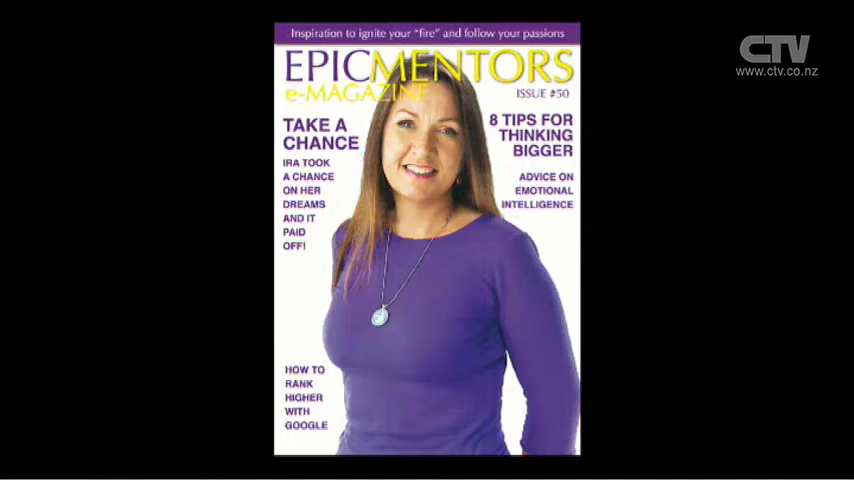 Inspiration to ignite your "fire" and follow your passions
EPICMENTORS
e-MAGAZINE
ISSUE #50
CTV
www.ctv.co.nz
TAKE A
CHANCE
IRA TOOK
A CHANCE
ON HER
DREAMS
AND IT
PAID
OFF!
8 TIPS FOR
THINKING
BIGGER
ADVICE ON
EMOTIONAL
INTELLIGENCE
HOW TO
RANK
HIGHER
WITH
GOOGLE